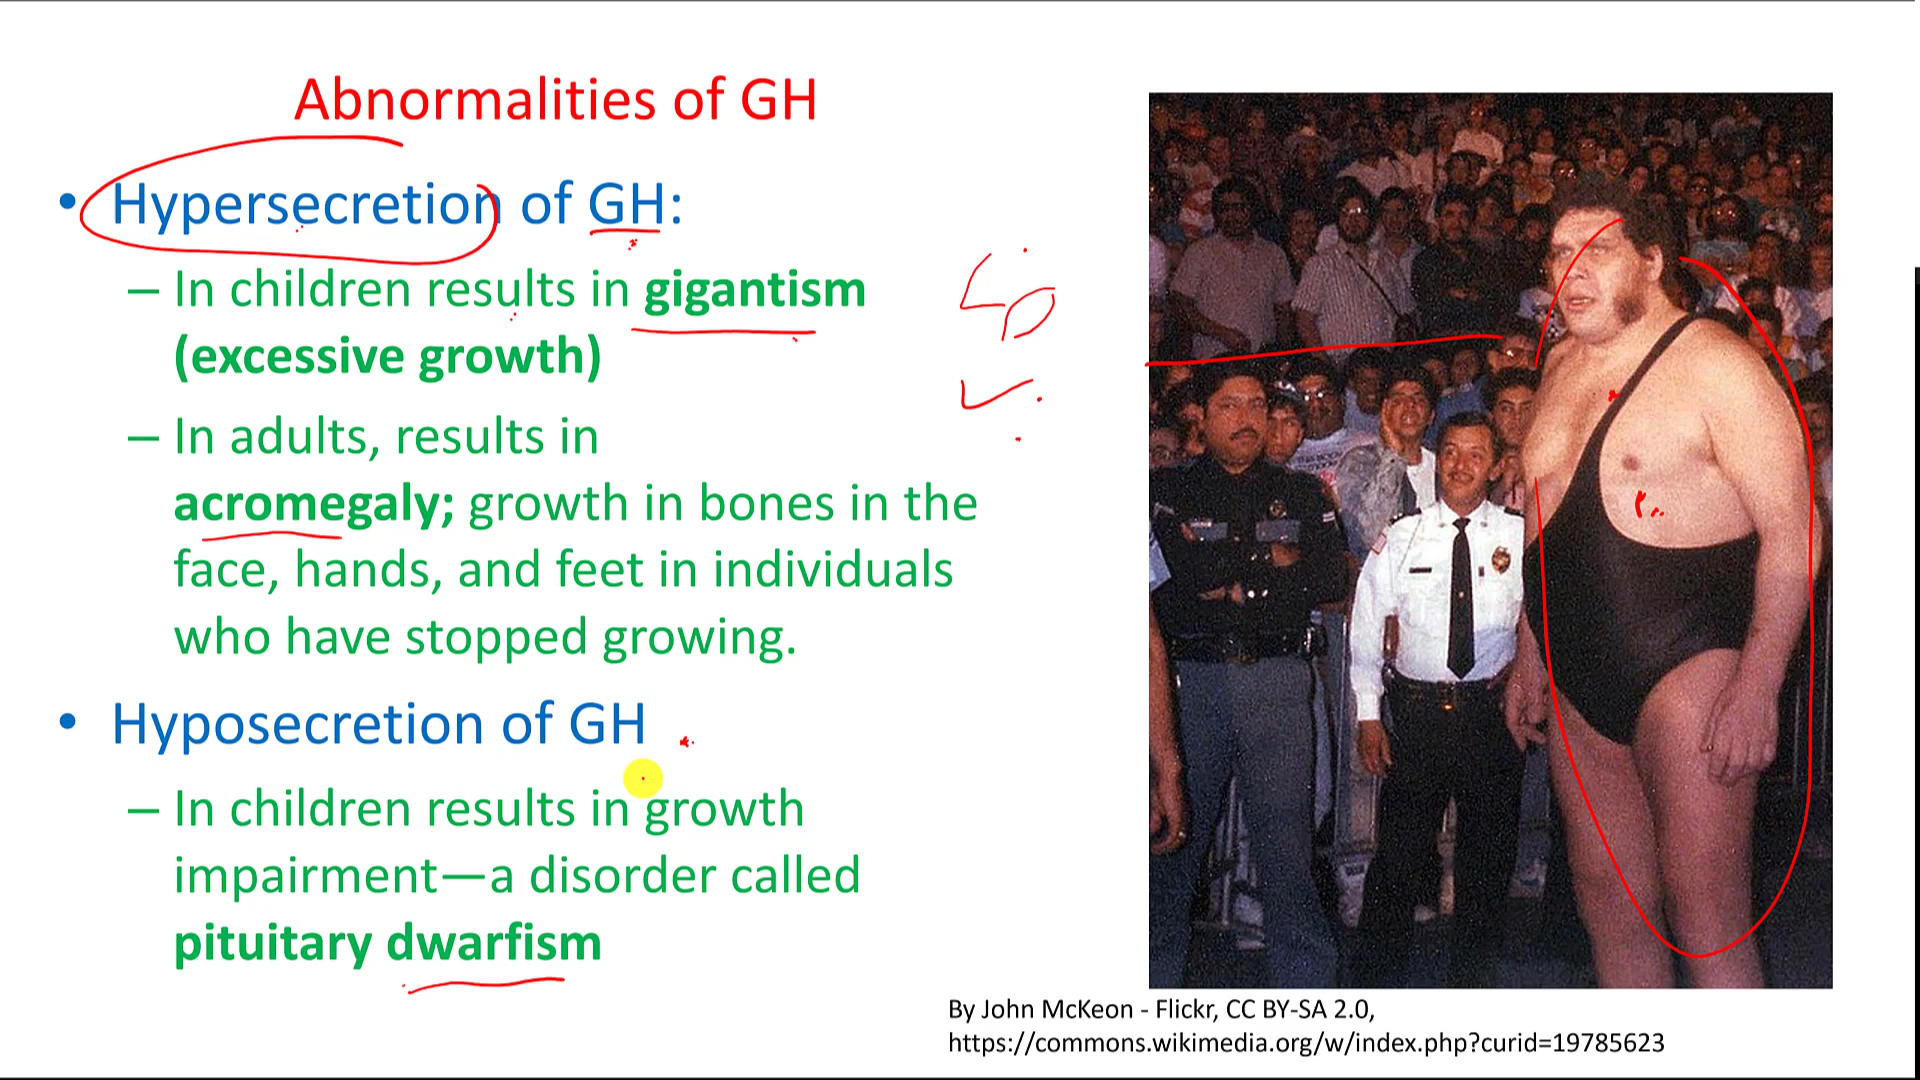 Abnormalities of GH
• Hypersecretion of GH:
– In children results in gigantism
(excessive growth)
– In adults, results in
acromegaly; growth in bones in the
face, hands, and feet in individuals
who have stopped growing.
• Hyposecretion of GH
– In children results in growth
impairment—a disorder called
pituitary dwarfism
By John McKeon - Flickr, CC BY-SA 2.0,
https://commons.wikimedia.org/w/index.php?curid=19785623